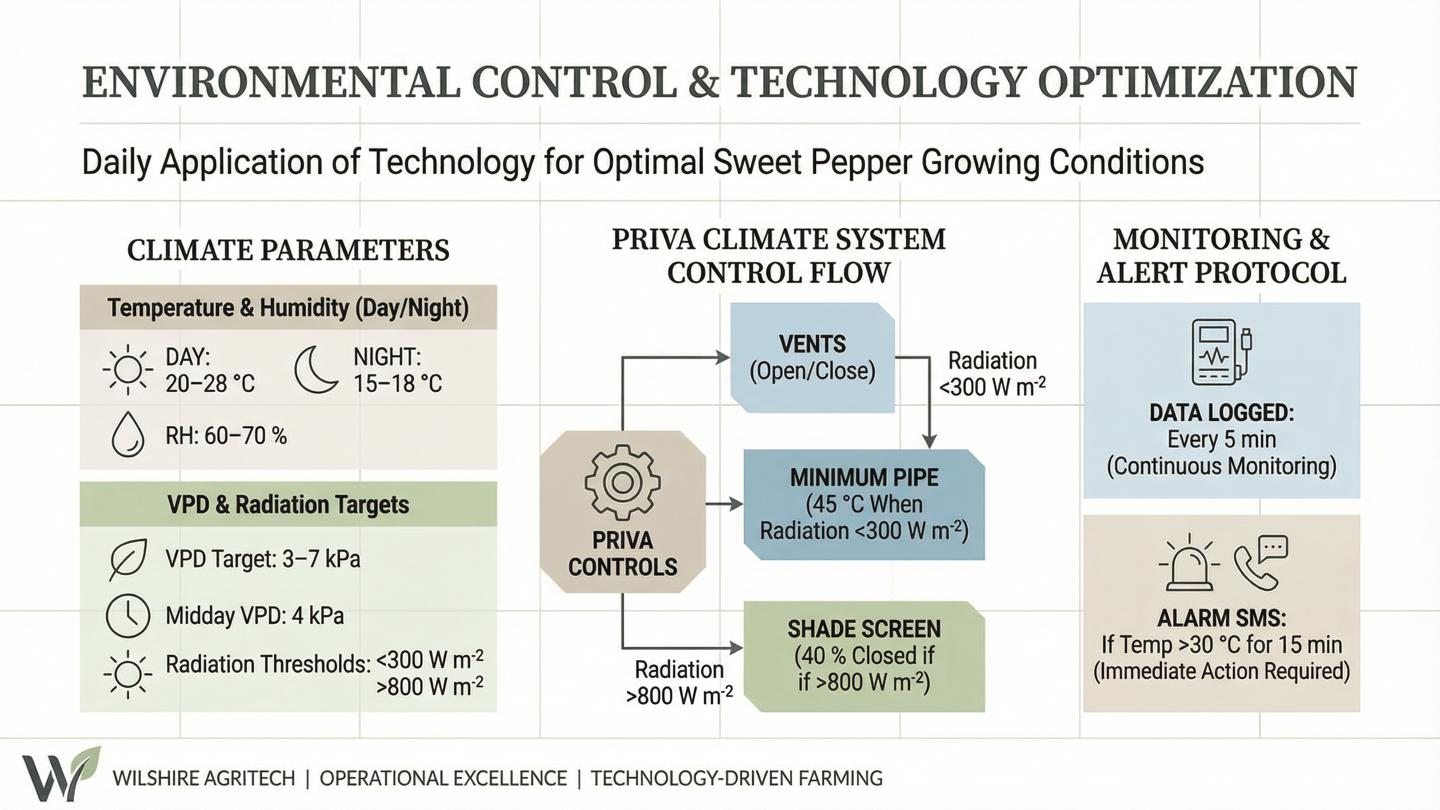 ENVIRONMENTAL CONTROL & TECHNOLOGY OPTIMIZATION
Daily Application of Technology for Optimal Sweet Pepper Growing Conditions
CLIMATE PARAMETERS
Temperature & Humidity (Day/Night)
DAY:
20–28 °C
NIGHT:
15–18 °C
RH: 60–70 %
VPD & Radiation Targets
VPD Target: 3–7 kPa
Midday VPD: 4 kPa
Radiation Thresholds: <300 W m⁻²
>800 W m⁻²
PRIVA CLIMATE SYSTEM
CONTROL FLOW
VENTS
(Open/Close)
Radiation
<300 W m⁻²
PRIVA
CONTROLS
MINIMUM PIPE
(45 °C When
Radiation <300 W m⁻²)
Radiation
>800 W m⁻²
SHADE SCREEN
(40 % Closed if
if >800 W m⁻²)
MONITORING &
ALERT PROTOCOL
DATA LOGGED:
Every 5 min
(Continuous Monitoring)
ALARM SMS:
If Temp >30 °C for 15 min
(Immediate Action Required)
W WILSHIRE AGRITECH | OPERATIONAL EXCELLENCE | TECHNOLOGY-DRIVEN FARMING